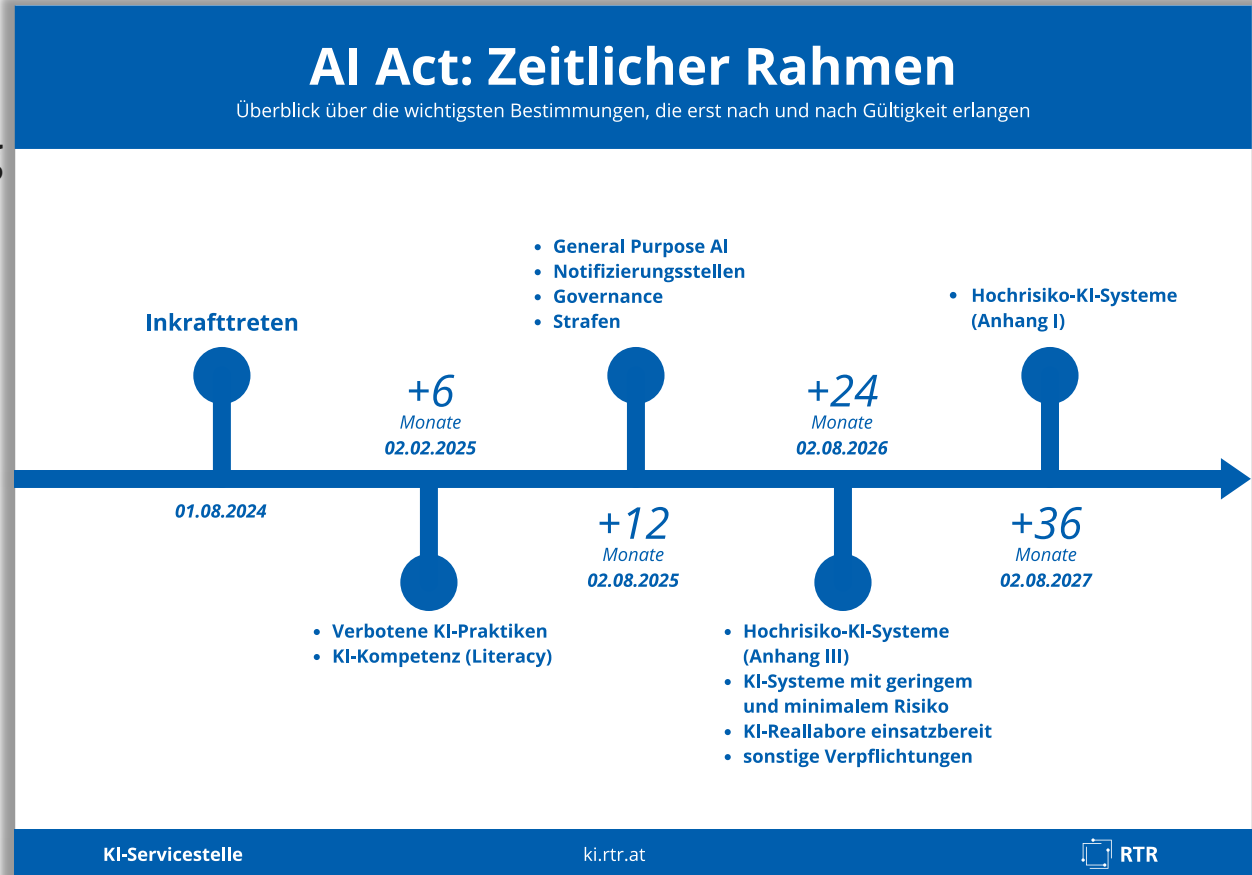 AI Act: Zeitlicher Rahmen
Überblick über die wichtigsten Bestimmungen, die erst nach und nach Gültigkeit erlangen
Inkrafttreten
01.08.2024
+6
Monate
02.02.2025
• Verbotene KI-Praktiken
• KI-Kompetenz (Literacy)
• General Purpose AI
• Notifizierungsstellen
• Governance
• Strafen
+12
Monate
02.08.2025
+24
Monate
02.08.2026
• Hochrisiko-KI-Systeme
(Anhang III)
• KI-Systeme mit geringem
und minimalem Risiko
• KI-Reallabore einsatzbereit
• sonstige Verpflichtungen
• Hochrisiko-KI-Systeme
(Anhang I)
+36
Monate
02.08.2027
KI-Servicestelle
ki.rtr.at
RTR